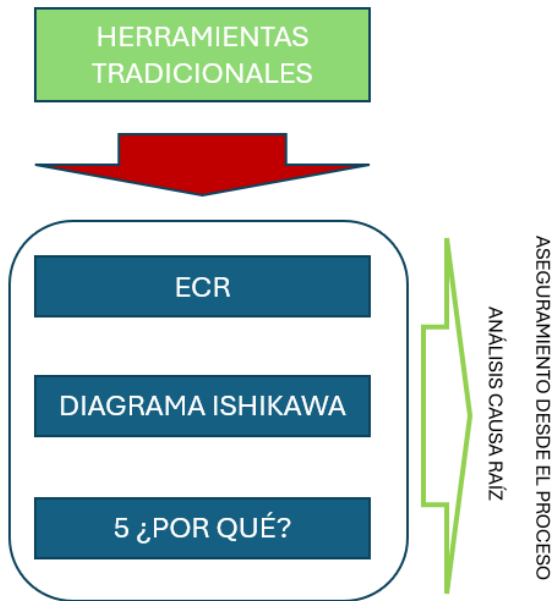 HERRAMIENTAS
TRADICIONALES
ECR
DIAGRAMA ISHIKAWA
5 ¿POR QUÉ?
ANÁLISIS CAUSA RAÍZ
ASEGURAMIENTO DESDE EL PROCESO